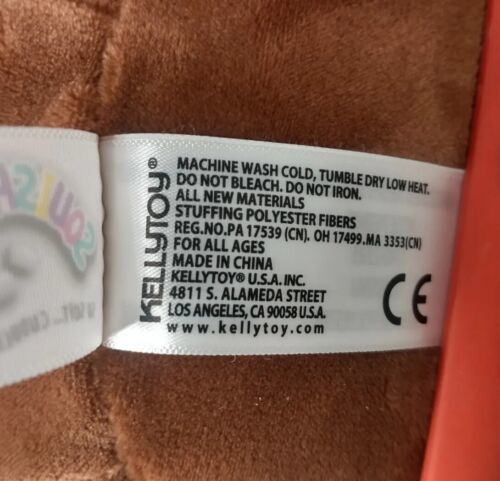 KELLYTOY®
MACHINE WASH COLD, TUMBLE DRY LOW HEAT.
DO NOT BLEACH. DO NOT IRON.
ALL NEW MATERIALS
STUFFING POLYESTER FIBERS
REG.NO.PA 17539 (CN). OH 17499.MA 3353(CN)
FOR ALL AGES
MADE IN CHINA
KELLYTOY® U.S.A. INC.
4811 S. ALAMEDA STREET
LOS ANGELES, CA 90058 U.S.A.
www.kellytoy.com
CE